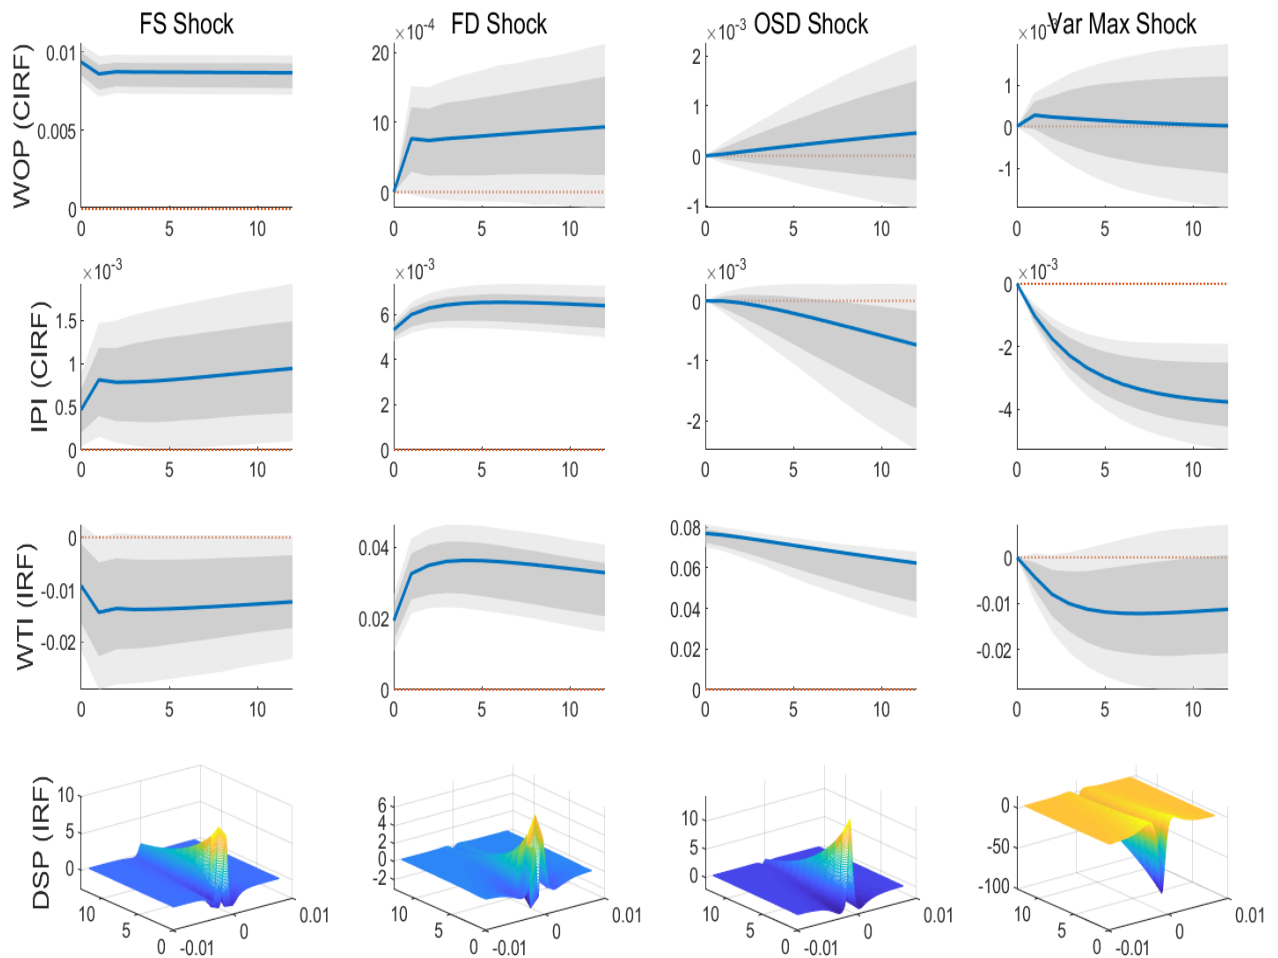 FS Shock FD Shock OSD Shock Var Max Shock
×10-4 ×10-3 ×10-3
WOP (CIRF)
0.01 0.005 0
20 10 0
2 1 0 -1
1 0 -1
0 5 10 0 5 10 0 5 10 0 5 10
×10-3 ×10-3 ×10-3 ×10-3
IPI (CIRF)
1.5 1 0.5 0
6 4 2 0
0 -1 -2
0 -2 -4
0 5 10 0 5 10 0 5 10 0 5 10
WTI (IRF)
0 -0.01 -0.02
0.04 0.02 0
0.08 0.06 0.04 0.02 0
0 -0.01 -0.02
0 5 10 0 5 10 0 5 10 0 5 10
DSP (IRF)
10 5 0
6 4 2 0 -2
10 5 0
0 -50 -100
10 5 0 -0.01 0 0.01
10 5 0 -0.01 0 0.01
10 5 0 -0.01 0 0.01
10 5 0 -0.01 0 0.01